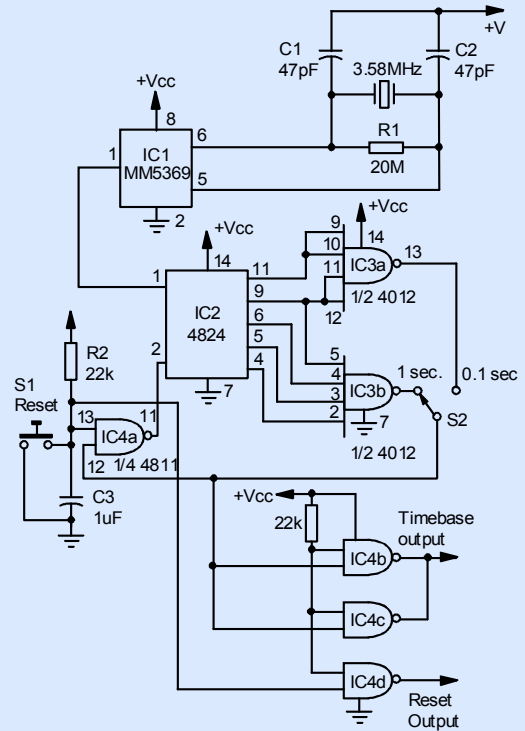 +V
C1
47pF
C2
47pF
3.58MHz
+Vcc
8
6
R1
20M
1
IC1
MM5369
5
2
+Vcc
14
1
11
9
6
5
4
IC2
4824
2
7
+Vcc
14
9
10
11
12
13
IC3a
1/2 4012
5
4
3
2
IC3b
7
1/2 4012
1 sec.
0.1 sec
S2
R2
22k
S1
Reset
13
11
IC4a
12
1/4 4811
C3
1uF
+Vcc
22k
IC4b
Timebase
output
IC4c
IC4d
Reset
Output